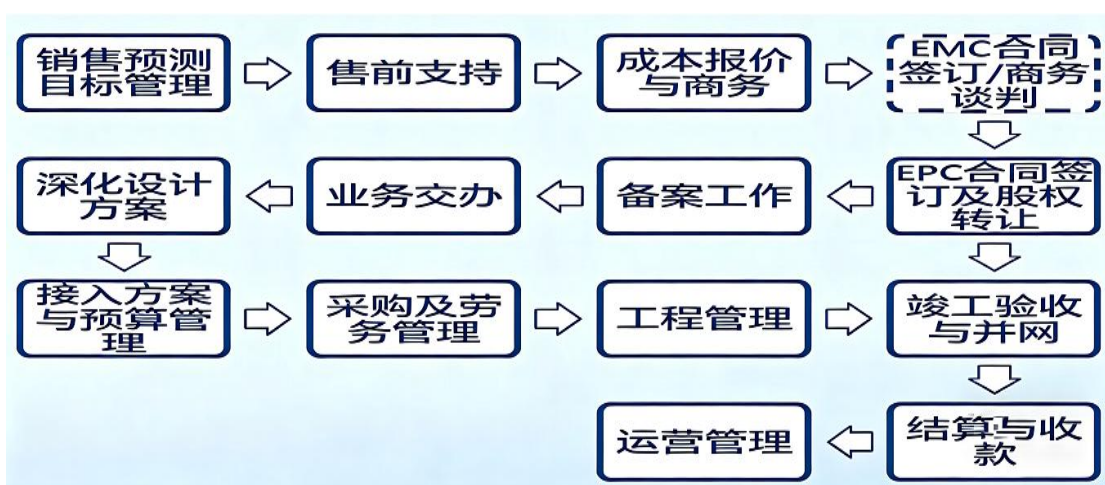 销售预测
目标管理
售前支持
成本报价
与商务
EMC合同
签订/商务
谈判
深化设计
方案
业务交办
备案工作
EPC合同签
订及股权
转让
接入方案
与预算管
理
采购及劳
务管理
工程管理
竣工验收
与并网
运营管理
结算与收
款